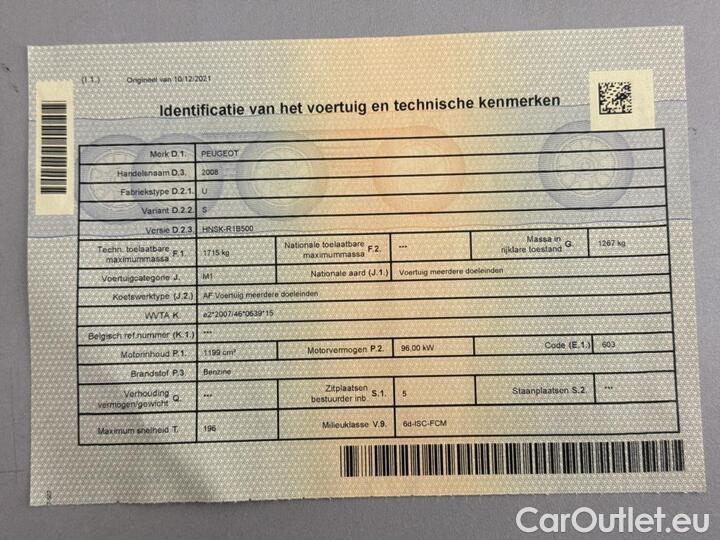 (I 1.) Origineel van 10/12/2021
Identificatie van het voertuig en technische kenmerken
Merk D.1. PEUGEOT
Handelsnaam D.3. 2008
Fabriekstype D.2.1. U
Variant D.2.2. S
Versie D.2.3. HNSK-R1B500
Techn. toelaatbare maximummassa F.1 1715 kg Nationale toelaatbare maximummassa F.2. *** Massa in rijklare toestand G. 1267 kg
Voertuigcategorie J. M1 Nationale aard (J.1.) Voertuig meerdere doeleinden
Koetswerktype (J.2.) AF Voertuig meerdere doeleinden
WVTA K. e2*2007/46*0639*15
Belgisch ref.nummer (K.1.) ***
Motorinhoud P.1. 1199 cm³ Motorvermogen P.2. 96,00 kW Code (E.1.) 603
Brandstof P.3. Benzine
Verhouding vermogen/gewicht Q. *** Zitplaatsen bestuurder inb. S.1. 5 Staanplaatsen S.2. ***
Maximum snelheid T. 196 Milieuklasse V.9. 6d-ISC-FCM
CarOutlet.eu